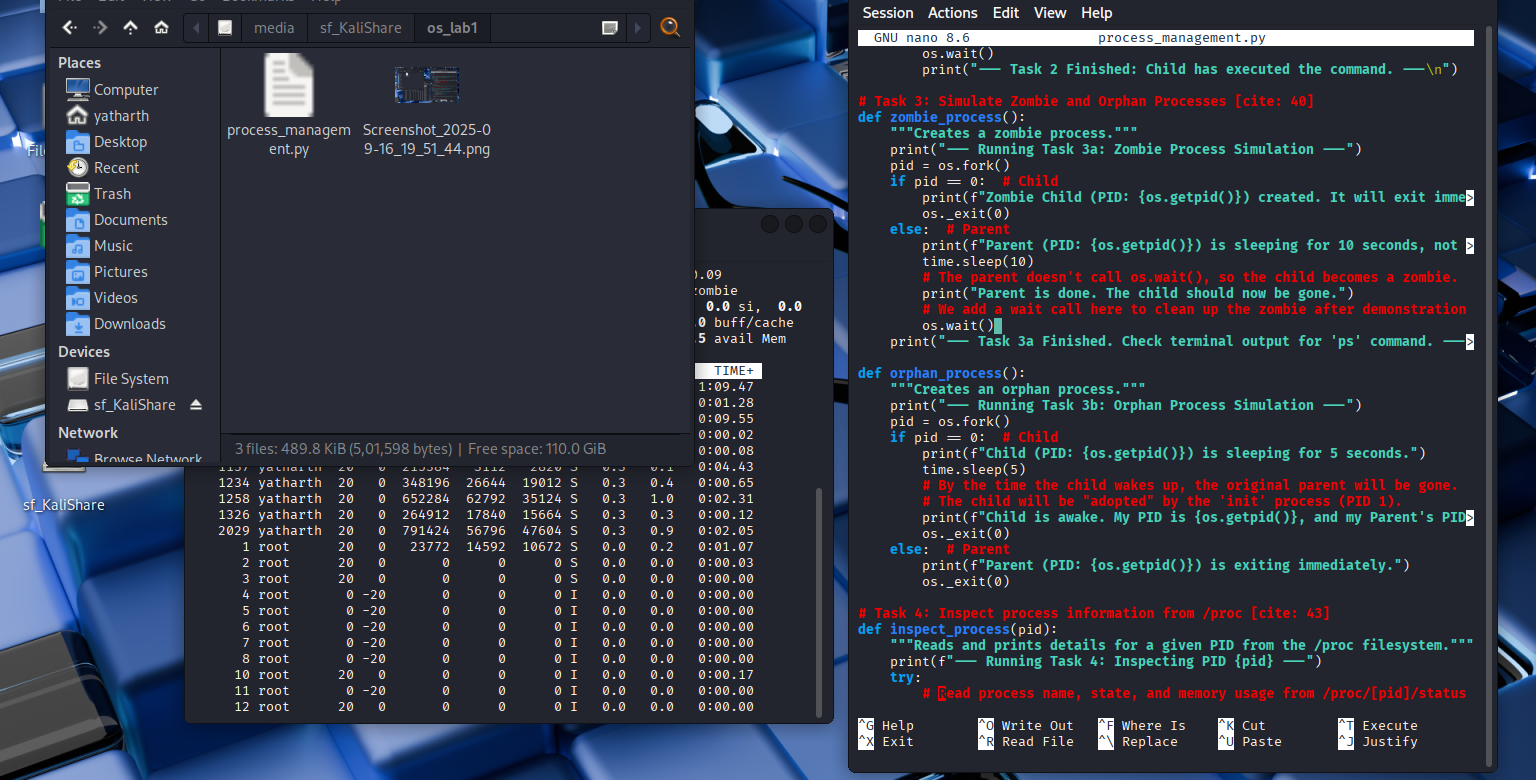 media
sf_KaliShare
os_lab1
Places
Computer
yatharth
Desktop
Recent
Trash
Documents
Music
Pictures
Videos
Downloads
Devices
File System
sf_KaliShare
Network
Browse Network
process_managem
ent.py
Screenshot_2025-0
9-16_19_51_44.png
3 files: 489.8 KiB (5,01,598 bytes) | Free space: 110.0 GiB
sf_KaliShare
0.09
zombie
0.0 si, 0.0
buff/cache
avail Mem
TIME+
1:09.47
0:01.28
0:09.55
0:00.02
0:00.08
1137 yatharth 20 0 213384 3112 2820 S 0.3 0.1 0:04.43
1234 yatharth 20 0 348196 26644 19012 S 0.3 0.4 0:00.65
1258 yatharth 20 0 652284 62792 35124 S 0.3 1.0 0:02.31
1326 yatharth 20 0 264912 17840 15664 S 0.3 0.3 0:00.12
2029 yatharth 20 0 791424 56796 47604 S 0.3 0.9 0:02.05
1 root 20 0 23772 14592 10672 S 0.0 0.2 0:01.07
2 root 20 0 0 0 0 S 0.0 0.0 0:00.03
3 root 20 0 0 0 0 S 0.0 0.0 0:00.00
4 root 0 -20 0 0 0 I 0.0 0.0 0:00.00
5 root 0 -20 0 0 0 I 0.0 0.0 0:00.00
6 root 0 -20 0 0 0 I 0.0 0.0 0:00.00
7 root 0 -20 0 0 0 I 0.0 0.0 0:00.00
8 root 0 -20 0 0 0 I 0.0 0.0 0:00.00
10 root 20 0 0 0 0 I 0.0 0.0 0:00.17
11 root 0 -20 0 0 0 I 0.0 0.0 0:00.00
12 root 20 0 0 0 0 I 0.0 0.0 0:00.00
Session Actions Edit View Help
GNU nano 8.6 process_management.py
os.wait()
print("--- Task 2 Finished: Child has executed the command. ---\n")
# Task 3: Simulate Zombie and Orphan Processes [cite: 40]
def zombie_process():
"""Creates a zombie process."""
print("--- Running Task 3a: Zombie Process Simulation ---")
pid = os.fork()
if pid == 0: # Child
print(f"Zombie Child (PID: {os.getpid()}) created. It will exit imme>
os._exit(0)
else: # Parent
print(f"Parent (PID: {os.getpid()}) is sleeping for 10 seconds, not >
time.sleep(10)
# The parent doesn't call os.wait(), so the child becomes a zombie.
print("Parent is done. The child should now be gone.")
# We add a wait call here to clean up the zombie after demonstration
os.wait()
print("--- Task 3a Finished. Check terminal output for 'ps' command. --->
def orphan_process():
"""Creates an orphan process."""
print("--- Running Task 3b: Orphan Process Simulation ---")
pid = os.fork()
if pid == 0: # Child
print(f"Child (PID: {os.getpid()}) is sleeping for 5 seconds.")
time.sleep(5)
# By the time the child wakes up, the original parent will be gone.
# The child will be "adopted" by the 'init' process (PID 1).
print(f"Child is awake. My PID is {os.getpid()}, and my Parent's PID>
os._exit(0)
else: # Parent
print(f"Parent (PID: {os.getpid()}) is exiting immediately.")
os._exit(0)
# Task 4: Inspect process information from /proc [cite: 43]
def inspect_process(pid):
"""Reads and prints details for a given PID from the /proc filesystem."""
print(f"--- Running Task 4: Inspecting PID {pid} ---")
try:
# Read process name, state, and memory usage from /proc/[pid]/status
^G Help ^O Write Out ^F Where Is ^K Cut ^T Execute
^X Exit ^R Read File ^\ Replace ^U Paste ^J Justify